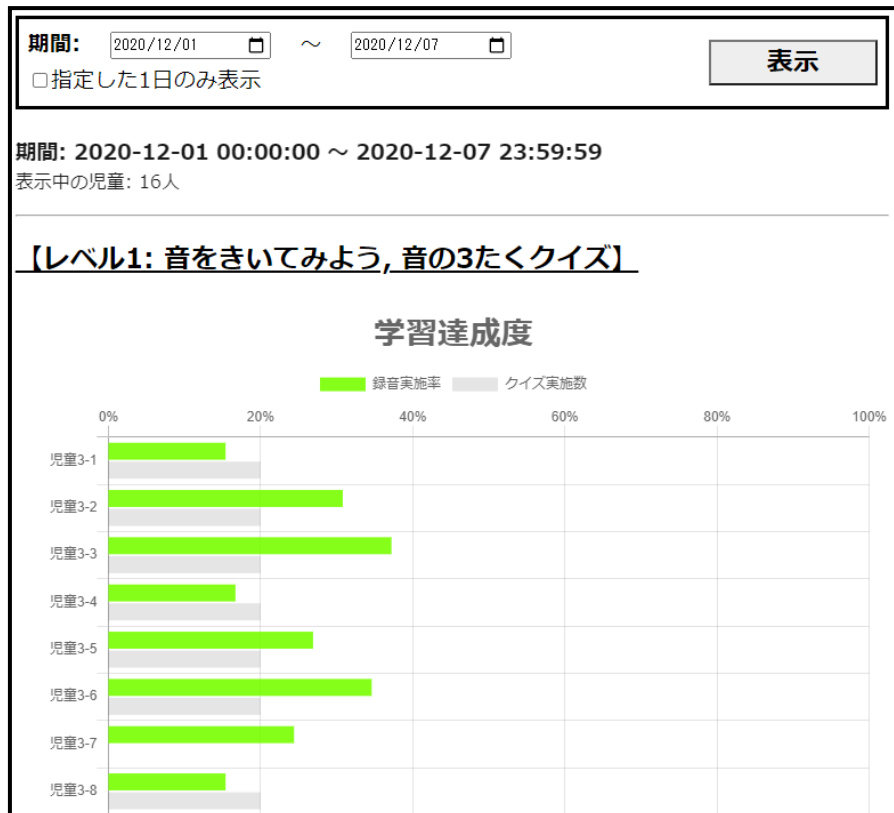 期間: 2020/12/01 ～ 2020/12/07
□指定した1日のみ表示
表示
期間: 2020-12-01 00:00:00 ～ 2020-12-07 23:59:59
表示中の児童: 16人
【レベル1: 音をきいてみよう, 音の3たくクイズ】
学習達成度
録音実施率 クイズ実施数
0% 20% 40% 60% 80% 100%
児童3-1
児童3-2
児童3-3
児童3-4
児童3-5
児童3-6
児童3-7
児童3-8